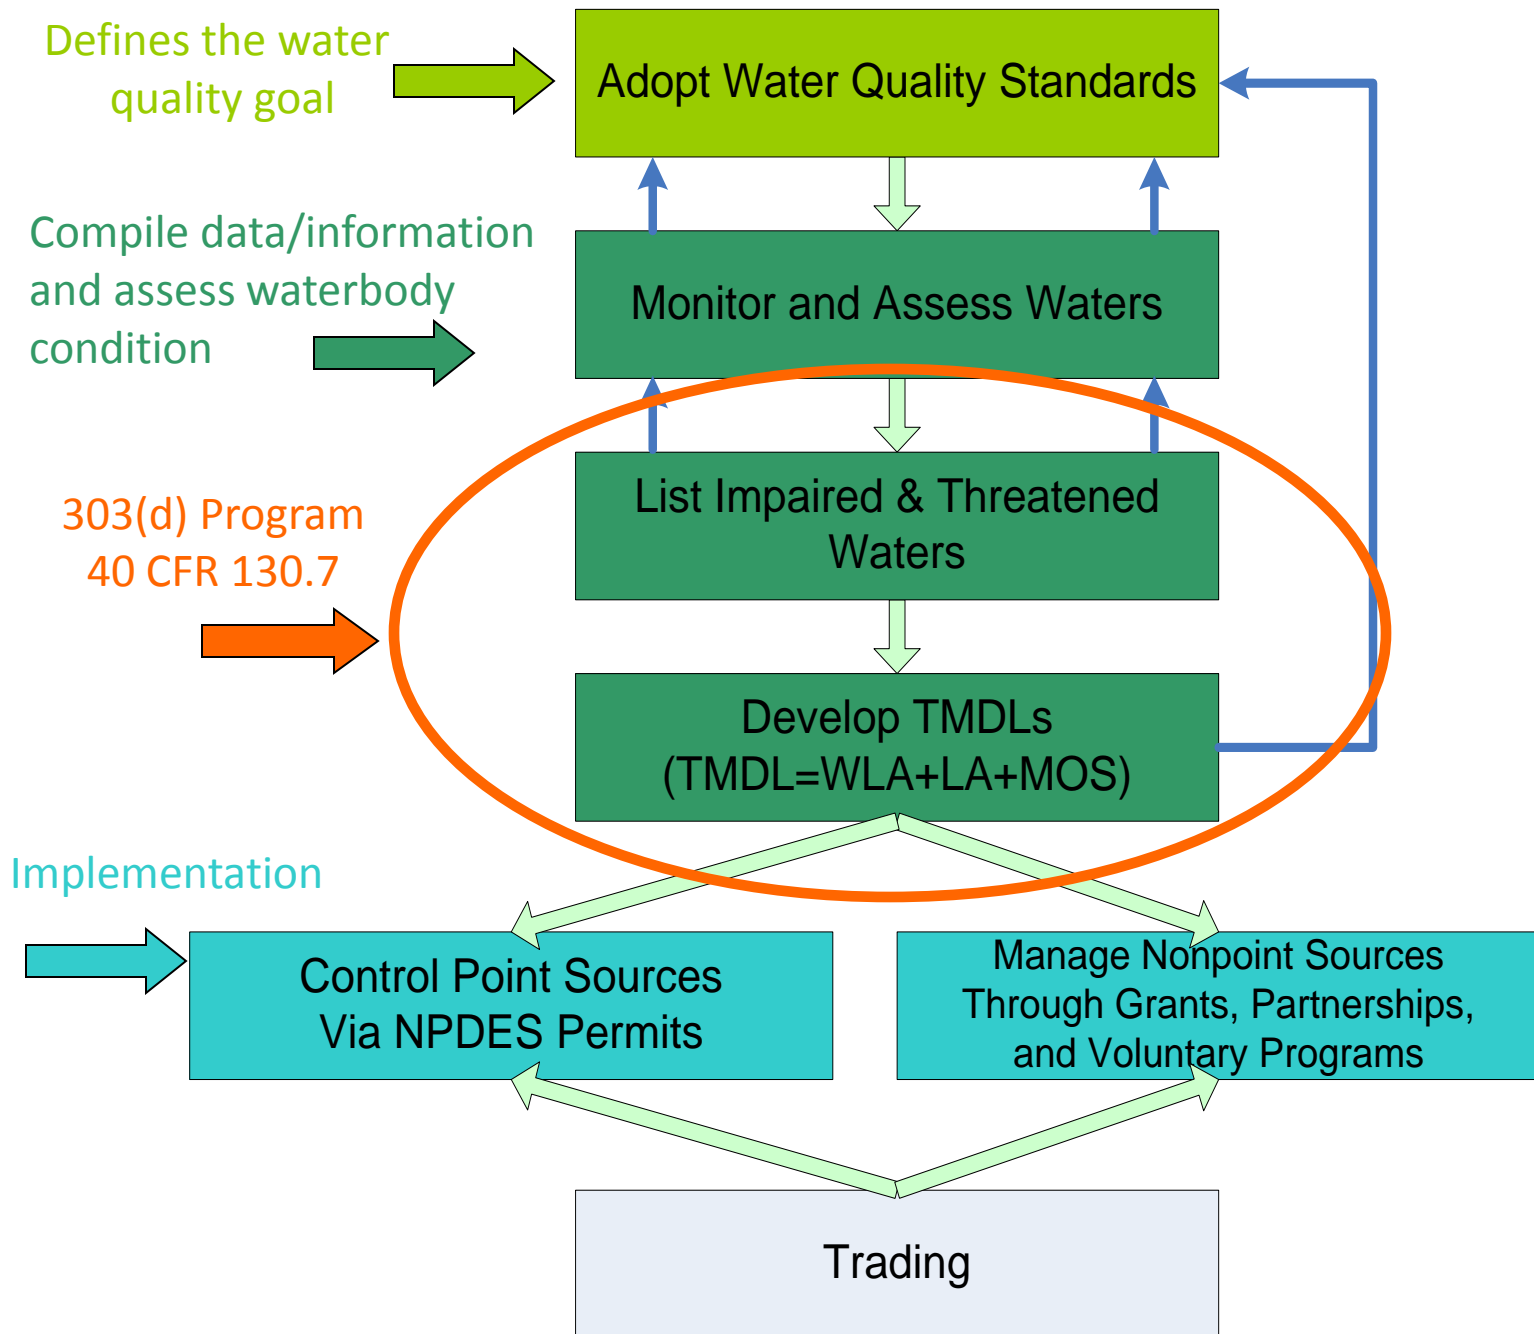 Defines the water
quality goal
Adopt Water Quality Standards
Compile data/information
and assess waterbody
condition
Monitor and Assess Waters
303(d) Program
40 CFR 130.7
List Impaired & Threatened
Waters
Develop TMDLs
(TMDL=WLA+LA+MOS)
Implementation
Control Point Sources
Via NPDES Permits
Manage Nonpoint Sources
Through Grants, Partnerships,
and Voluntary Programs
Trading